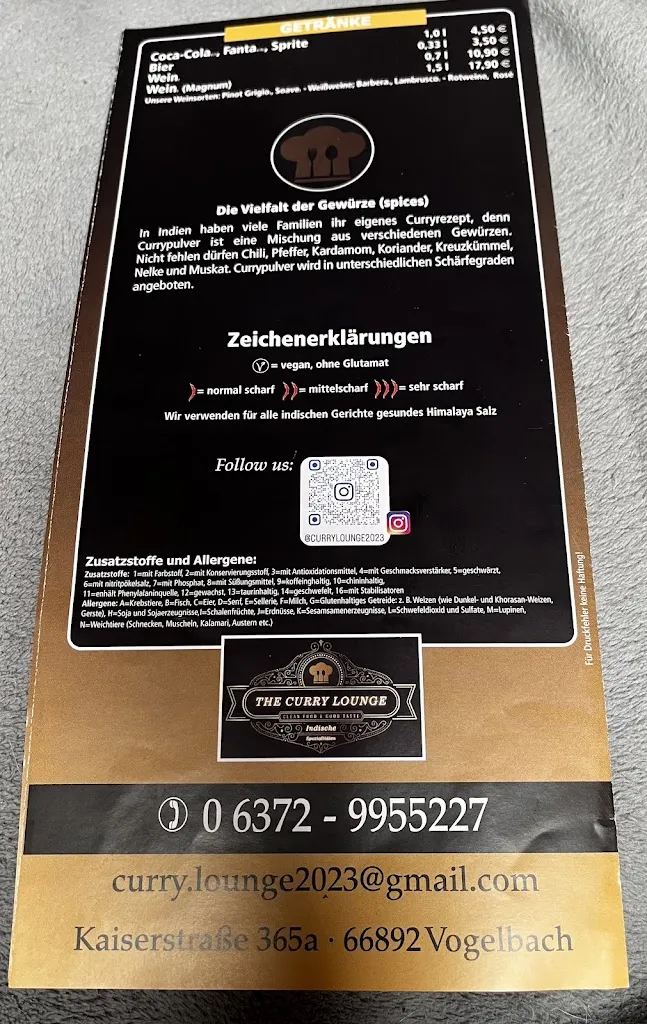 GETRÄNKE
Coca-Cola, Fanta, Sprite 1,0 l 4,50 €
Bier 0,33 l 3,50 €
Wein 0,7 l 10,90 €
Wein (Magnum) 1,5 l 17,90 €
Unsere Weinsorten: Pinot Grigio, Soave. - Weißweine; Barbera, Lambrusco. - Rotweine, Rosé
Die Vielfalt der Gewürze (spices)
In Indien haben viele Familien ihr eigenes Curryrezept, denn
Currypulver ist eine Mischung aus verschiedenen Gewürzen.
Nicht fehlen dürfen Chili, Pfeffer, Kardamom, Koriander, Kreuzkümmel,
Nelke und Muskat. Currypulver wird in unterschiedlichen Schärfegraden
angeboten.
Zeichenerklärungen
= vegan, ohne Glutamat
= normal scharf = mittelscharf = sehr scharf
Wir verwenden für alle indischen Gerichte gesundes Himalaya Salz
Follow us:
@CURRYLOUNGE2023
Zusatzstoffe und Allergene:
Zusatzstoffe: 1=mit Farbstoff, 2=mit Konservierungsstoff, 3=mit Antioxidationsmittel, 4=mit Geschmacksverstärker, 5=geschwärzt,
6=mit nitritpökelsalz, 7=mit Phosphat, 8=mit Süßungsmittel, 9=koffeinhaltig, 10=chininhaltig,
11=enhält Phenylalaninquelle, 12=gewachst, 13=taurinhaltig, 14=geschwefelt, 16=mit Stabilisatoren
Allergene: A=Krebstiere, B=Fisch, C=Eier, D=Senf, E=Sellerie, F=Milch, G=Glutenhaltiges Getreide: z. B. Weizen (wie Dunkel- und Khorasan-Weizen,
Gerste), H=Soja und Sojaerzeugnisse, I=Schalenfrüchte, J=Erdnüsse, K=Sesamsamenerzeugnisse, L=Schwefeldioxid und Sulfate, M=Lupinen,
N=Weichtiere (Schnecken, Muscheln, Kalamari, Austern etc.)
Für Druckfehler keine Haftung!
THE CURRY LOUNGE
CLEAN FOOD & GOOD TASTE
Indische
Spezialitäten
0 6372 - 9955227
curry.lounge2023@gmail.com
Kaiserstraße 365a · 66892 Vogelbach